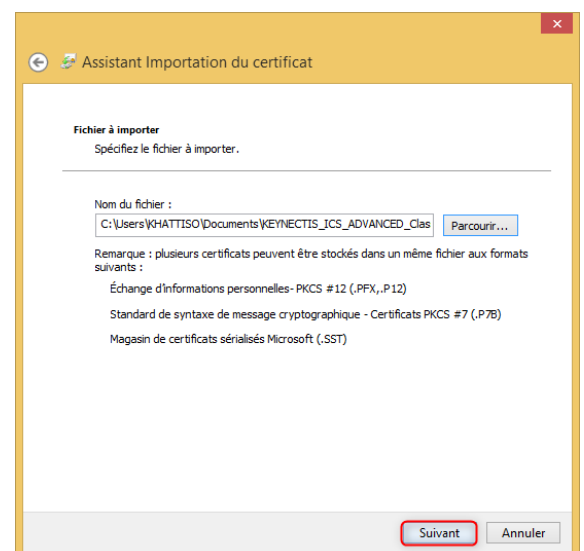 Assistant Importation du certificat
Fichier à importer
Spécifiez le fichier à importer.
Nom du fichier :
C:\Users\KHATTISO\Documents\KEYNECTIS_ICS_ADVANCED_Clas
Parcourir...
Remarque : plusieurs certificats peuvent être stockés dans un même fichier aux formats
suivants :
Échange d'informations personnelles- PKCS #12 (.PFX,.P12)
Standard de syntaxe de message cryptographique - Certificats PKCS #7 (.P7B)
Magasin de certificats sérialisés Microsoft (.SST)
Suivant
Annuler